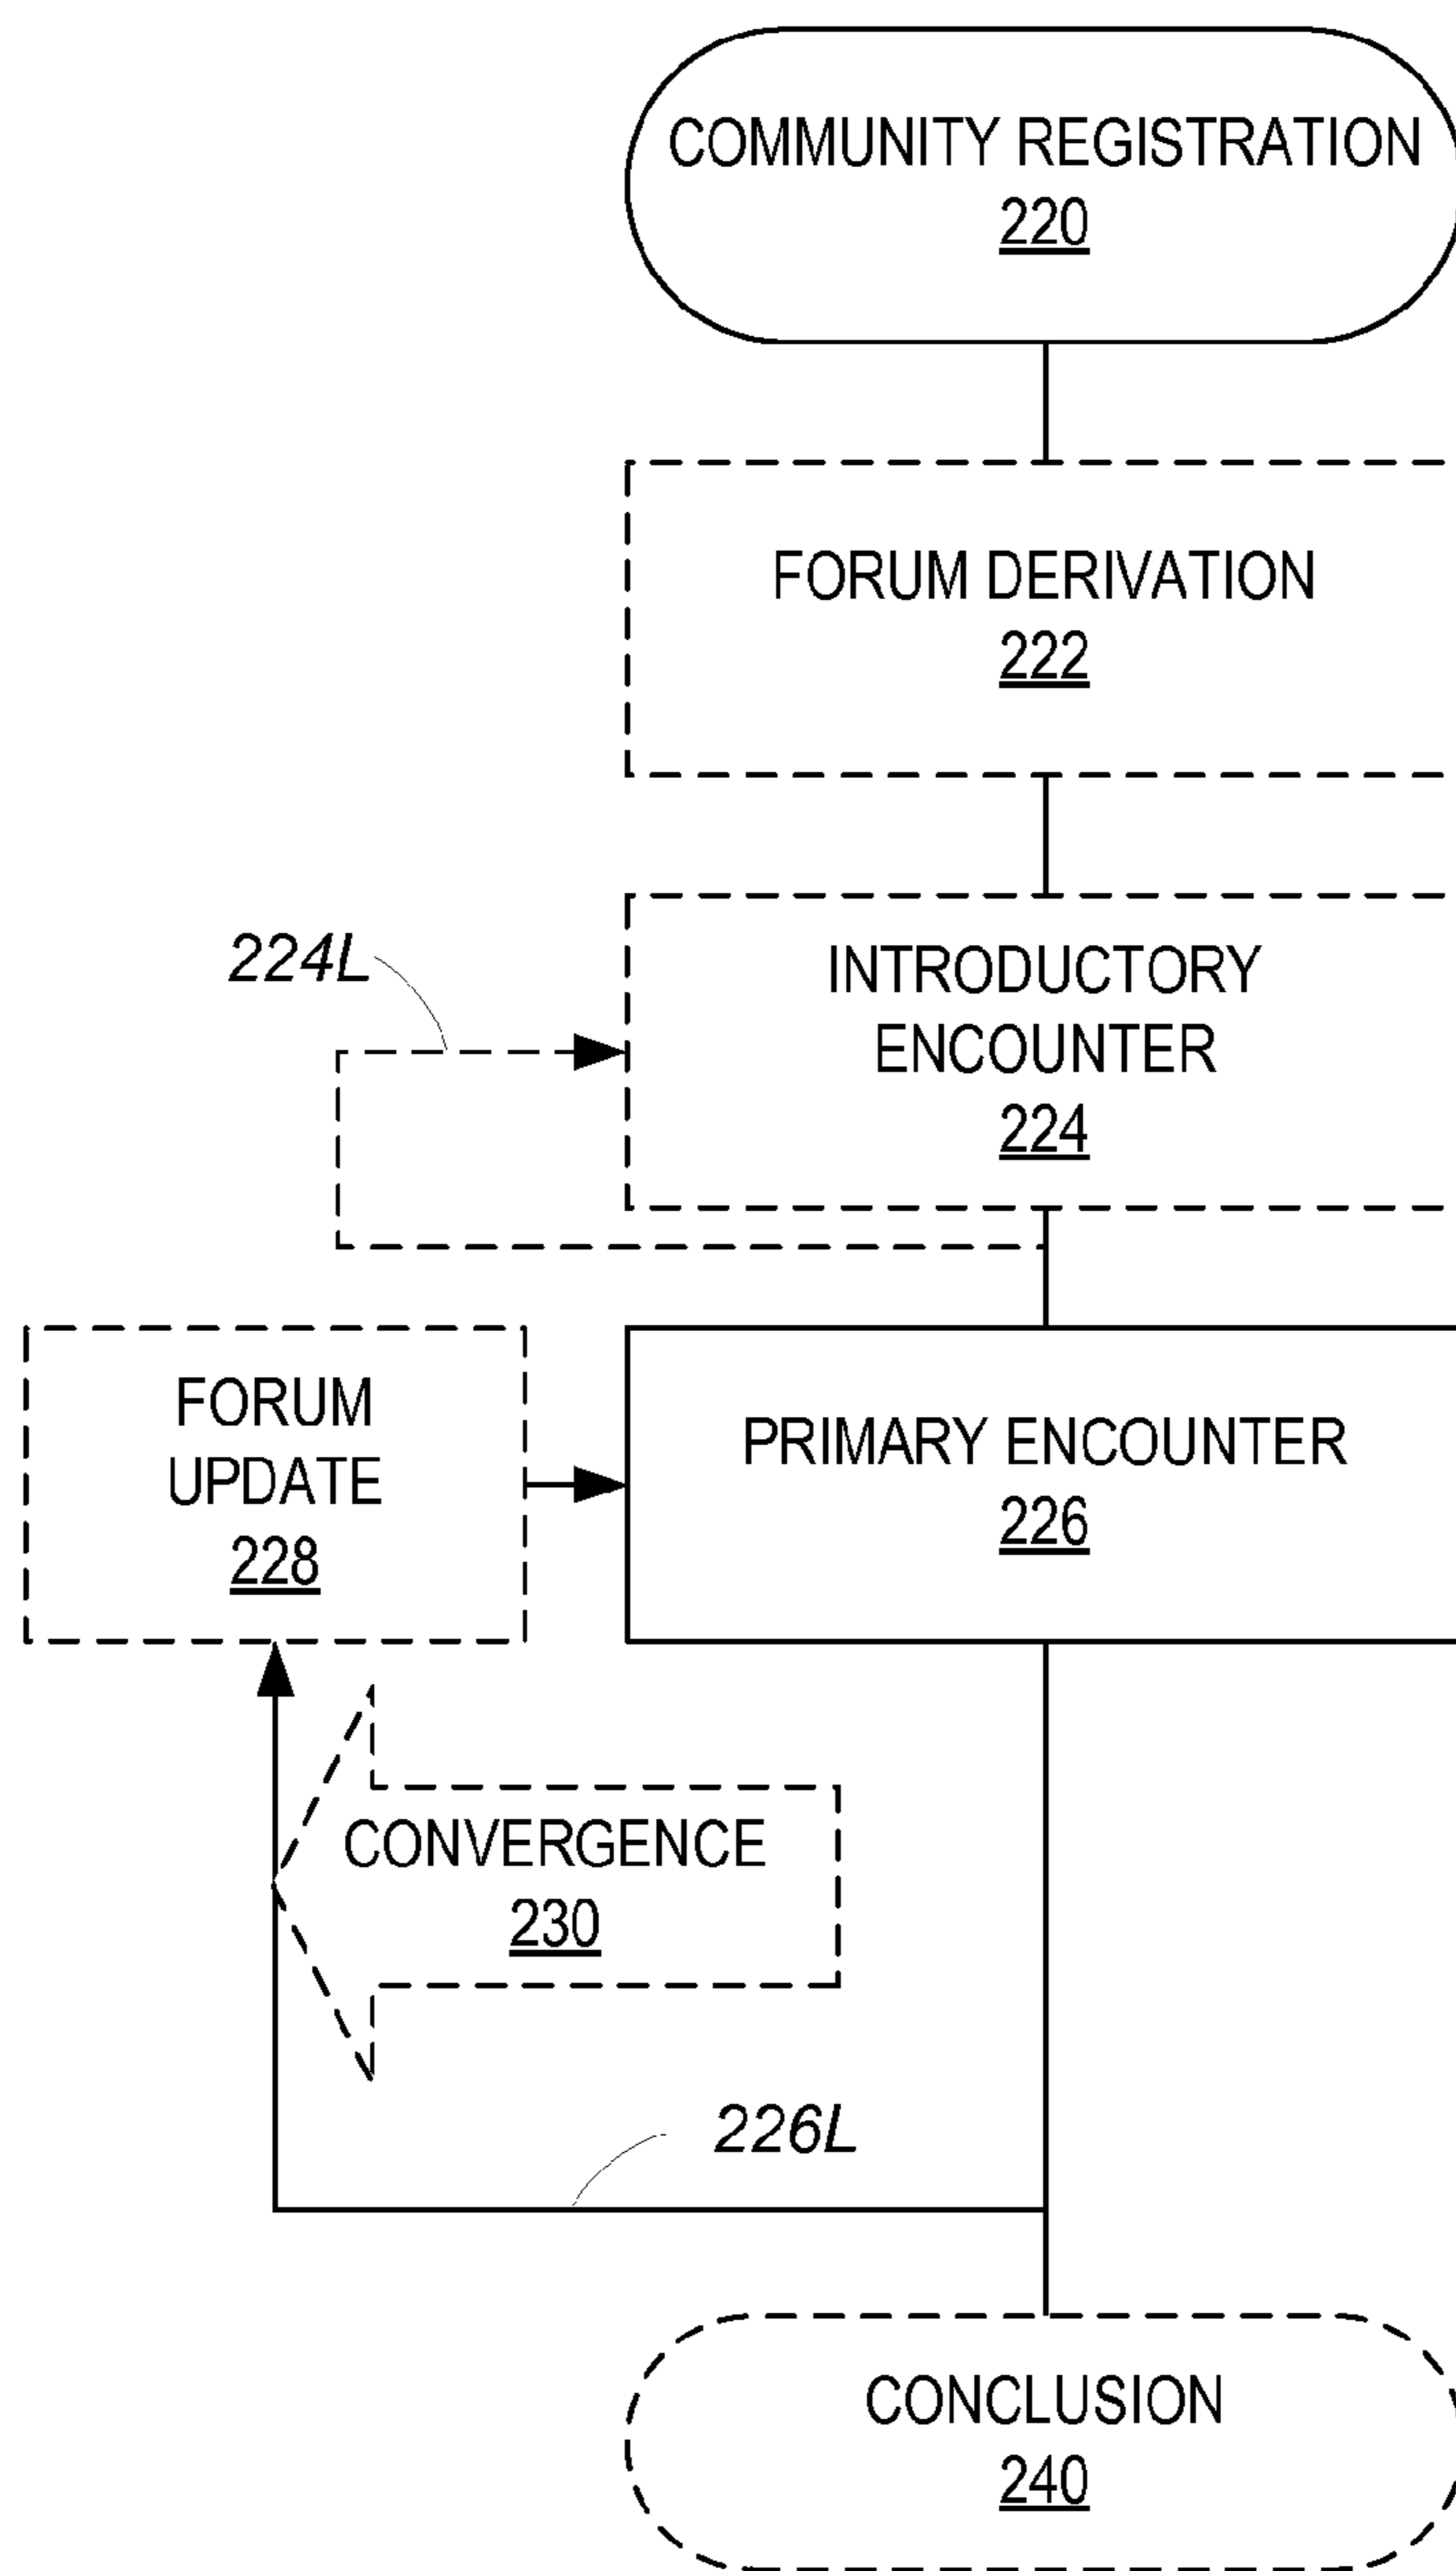 COMMUNITY REGISTRATION
220
FORUM DERIVATION
222
224L
INTRODUCTORY
ENCOUNTER
224
FORUM
UPDATE
228
PRIMARY ENCOUNTER
226
CONVERGENCE
230
226L
CONCLUSION
240